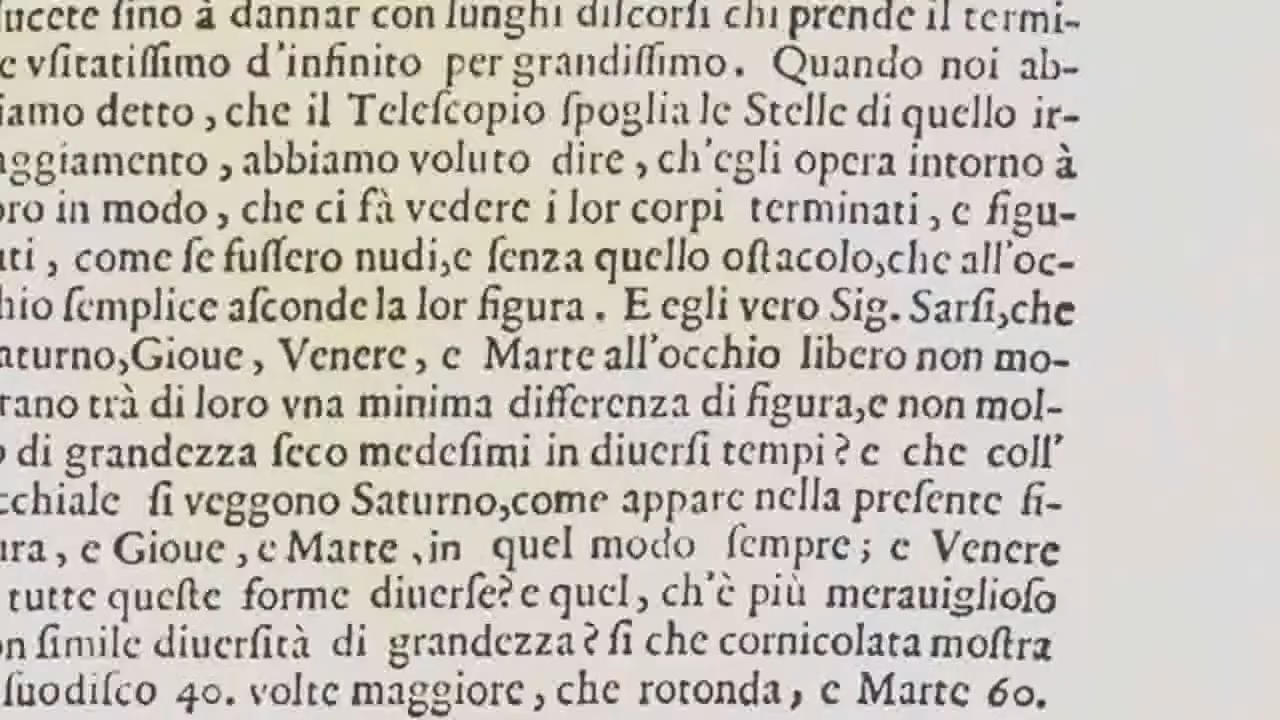 ducete ſino à dannar con lunghi diſcorſi chi prende il termi-
e vſitatiſſimo d'infinito per grandiſſimo. Quando noi ab-
iamo detto, che il Teleſcopio ſpoglia le Stelle di quello ir-
aggiamento, abbiamo voluto dire, ch'egli opera intorno à
oro in modo, che ci fà vedere i lor corpi terminati, e figu-
ati, come ſe fuſſero nudi,e ſenza quello oſtacolo,che all'oc-
hio ſemplice aſconde la lor figura. E egli vero Sig. Sarſi,che
aturno,Gioue, Venere, e Marte all'occhio libero non mo-
rano trà di loro vna minima differenza di figura,e non mol-
o di grandezza ſeco medeſimi in diuerſi tempi? e che coll'
cchiale ſi veggono Saturno,come appare nella preſente fi-
ura, e Gioue, e Marte ,in quel modo ſempre; e Venere
tutte queſte forme diuerſe? e quel, ch'è più merauiglioſo
on ſimile diuerſità di grandezza? ſi che cornicolata moſtra
ſuo diſco 40. volte maggiore, che rotonda, e Marte 60.